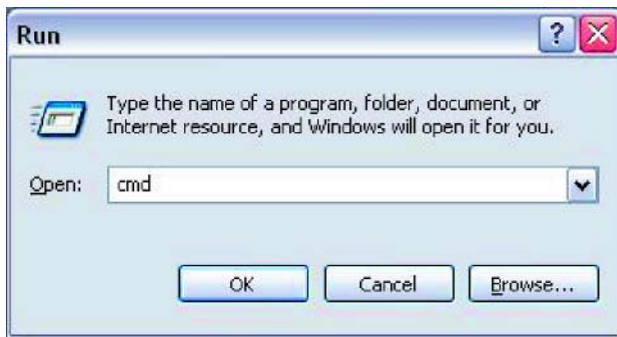 Run
Type the name of a program, folder, document, or
Internet resource, and Windows will open it for you.
Open: cmd
OK Cancel Browse...